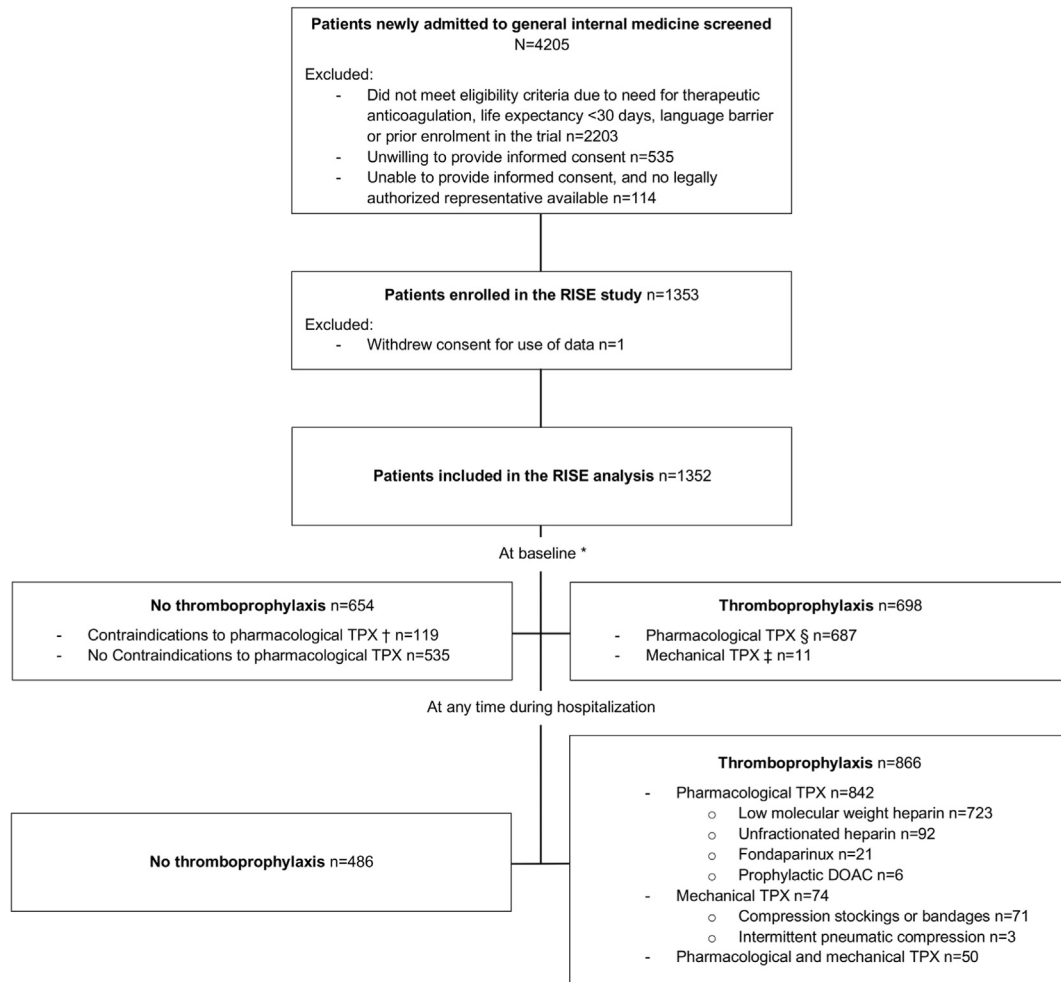 Patients newly admitted to general internal medicine screened
N=4205
Excluded:
- Did not meet eligibility criteria due to need for therapeutic
anticoagulation, life expectancy <30 days, language barrier
or prior enrolment in the trial n=2203
- Unwilling to provide informed consent n=535
- Unable to provide informed consent, and no legally
authorized representative available n=114
Patients enrolled in the RISE study n=1353
Excluded:
- Withdrew consent for use of data n=1
Patients included in the RISE analysis n=1352
At baseline *
No thromboprophylaxis n=654
- Contraindications to pharmacological TPX † n=119
- No Contraindications to pharmacological TPX n=535
Thromboprophylaxis n=698
- Pharmacological TPX § n=687
- Mechanical TPX ‡ n=11
At any time during hospitalization
No thromboprophylaxis n=486
Thromboprophylaxis n=866
- Pharmacological TPX n=842
o Low molecular weight heparin n=723
o Unfractionated heparin n=92
o Fondaparinux n=21
o Prophylactic DOAC n=6
- Mechanical TPX n=74
o Compression stockings or bandages n=71
o Intermittent pneumatic compression n=3
- Pharmacological and mechanical TPX n=50